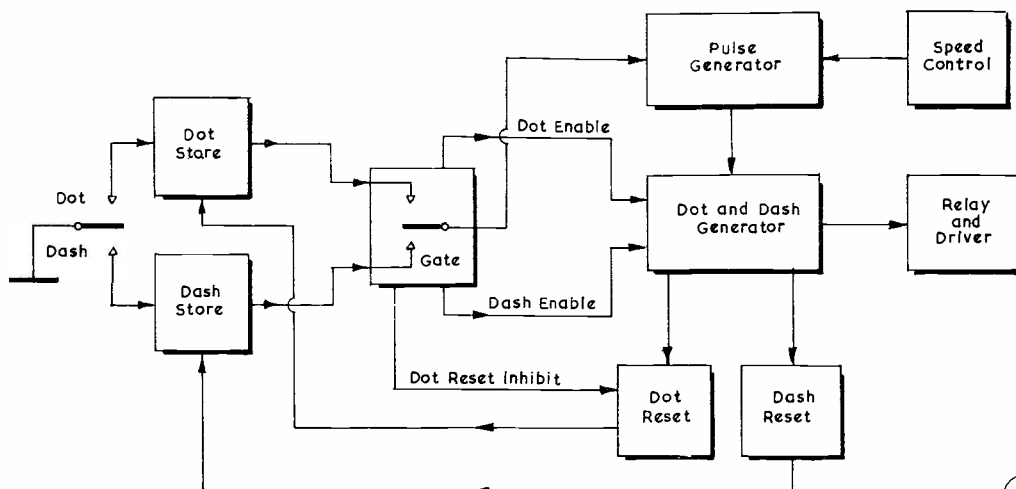 Pulse
Generator
Speed
Control
Dot
Store
Dot Enable
Dot
Dash
Gate
Dot and Dash
Generator
Relay
and
Driver
Dash
Store
Dash Enable
Dot Reset Inhibit
Dot
Reset
Dash
Reset